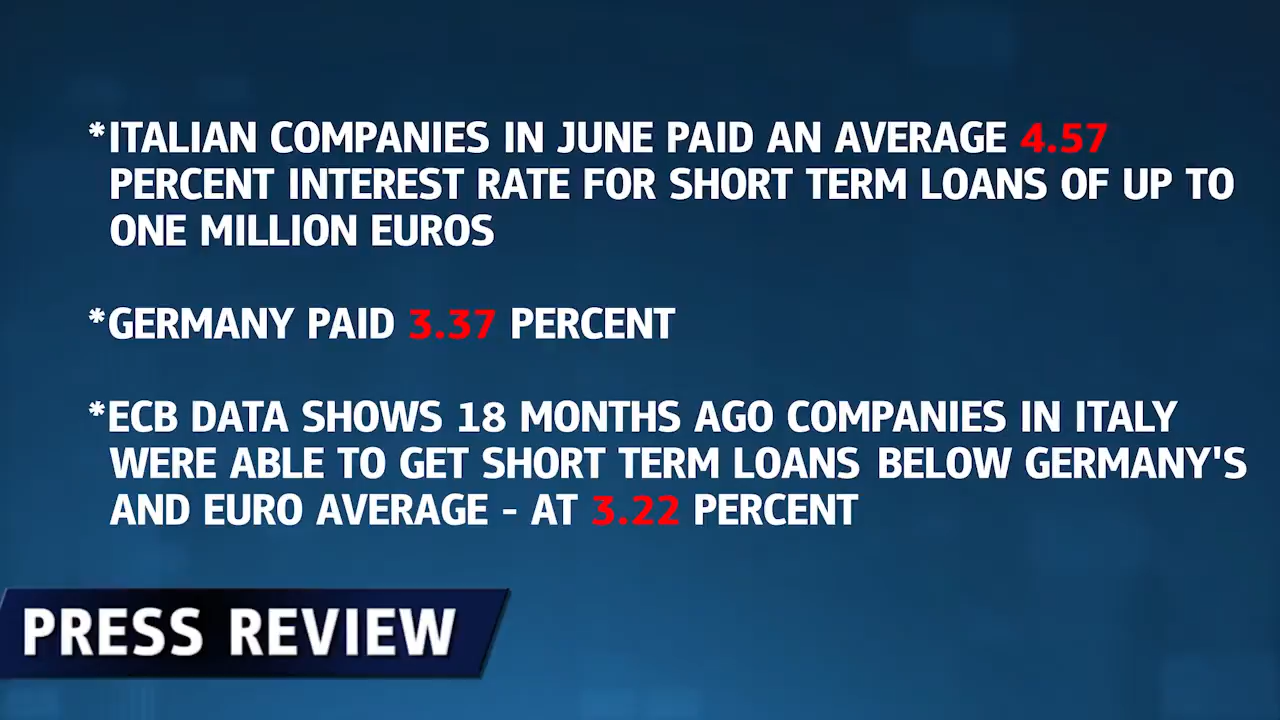 *ITALIAN COMPANIES IN JUNE PAID AN AVERAGE 4.57
PERCENT INTEREST RATE FOR SHORT TERM LOANS OF UP TO
ONE MILLION EUROS
*GERMANY PAID 3.37 PERCENT
*ECB DATA SHOWS 18 MONTHS AGO COMPANIES IN ITALY
WERE ABLE TO GET SHORT TERM LOANS BELOW GERMANY'S
AND EURO AVERAGE - AT 3.22 PERCENT
PRESS REVIEW